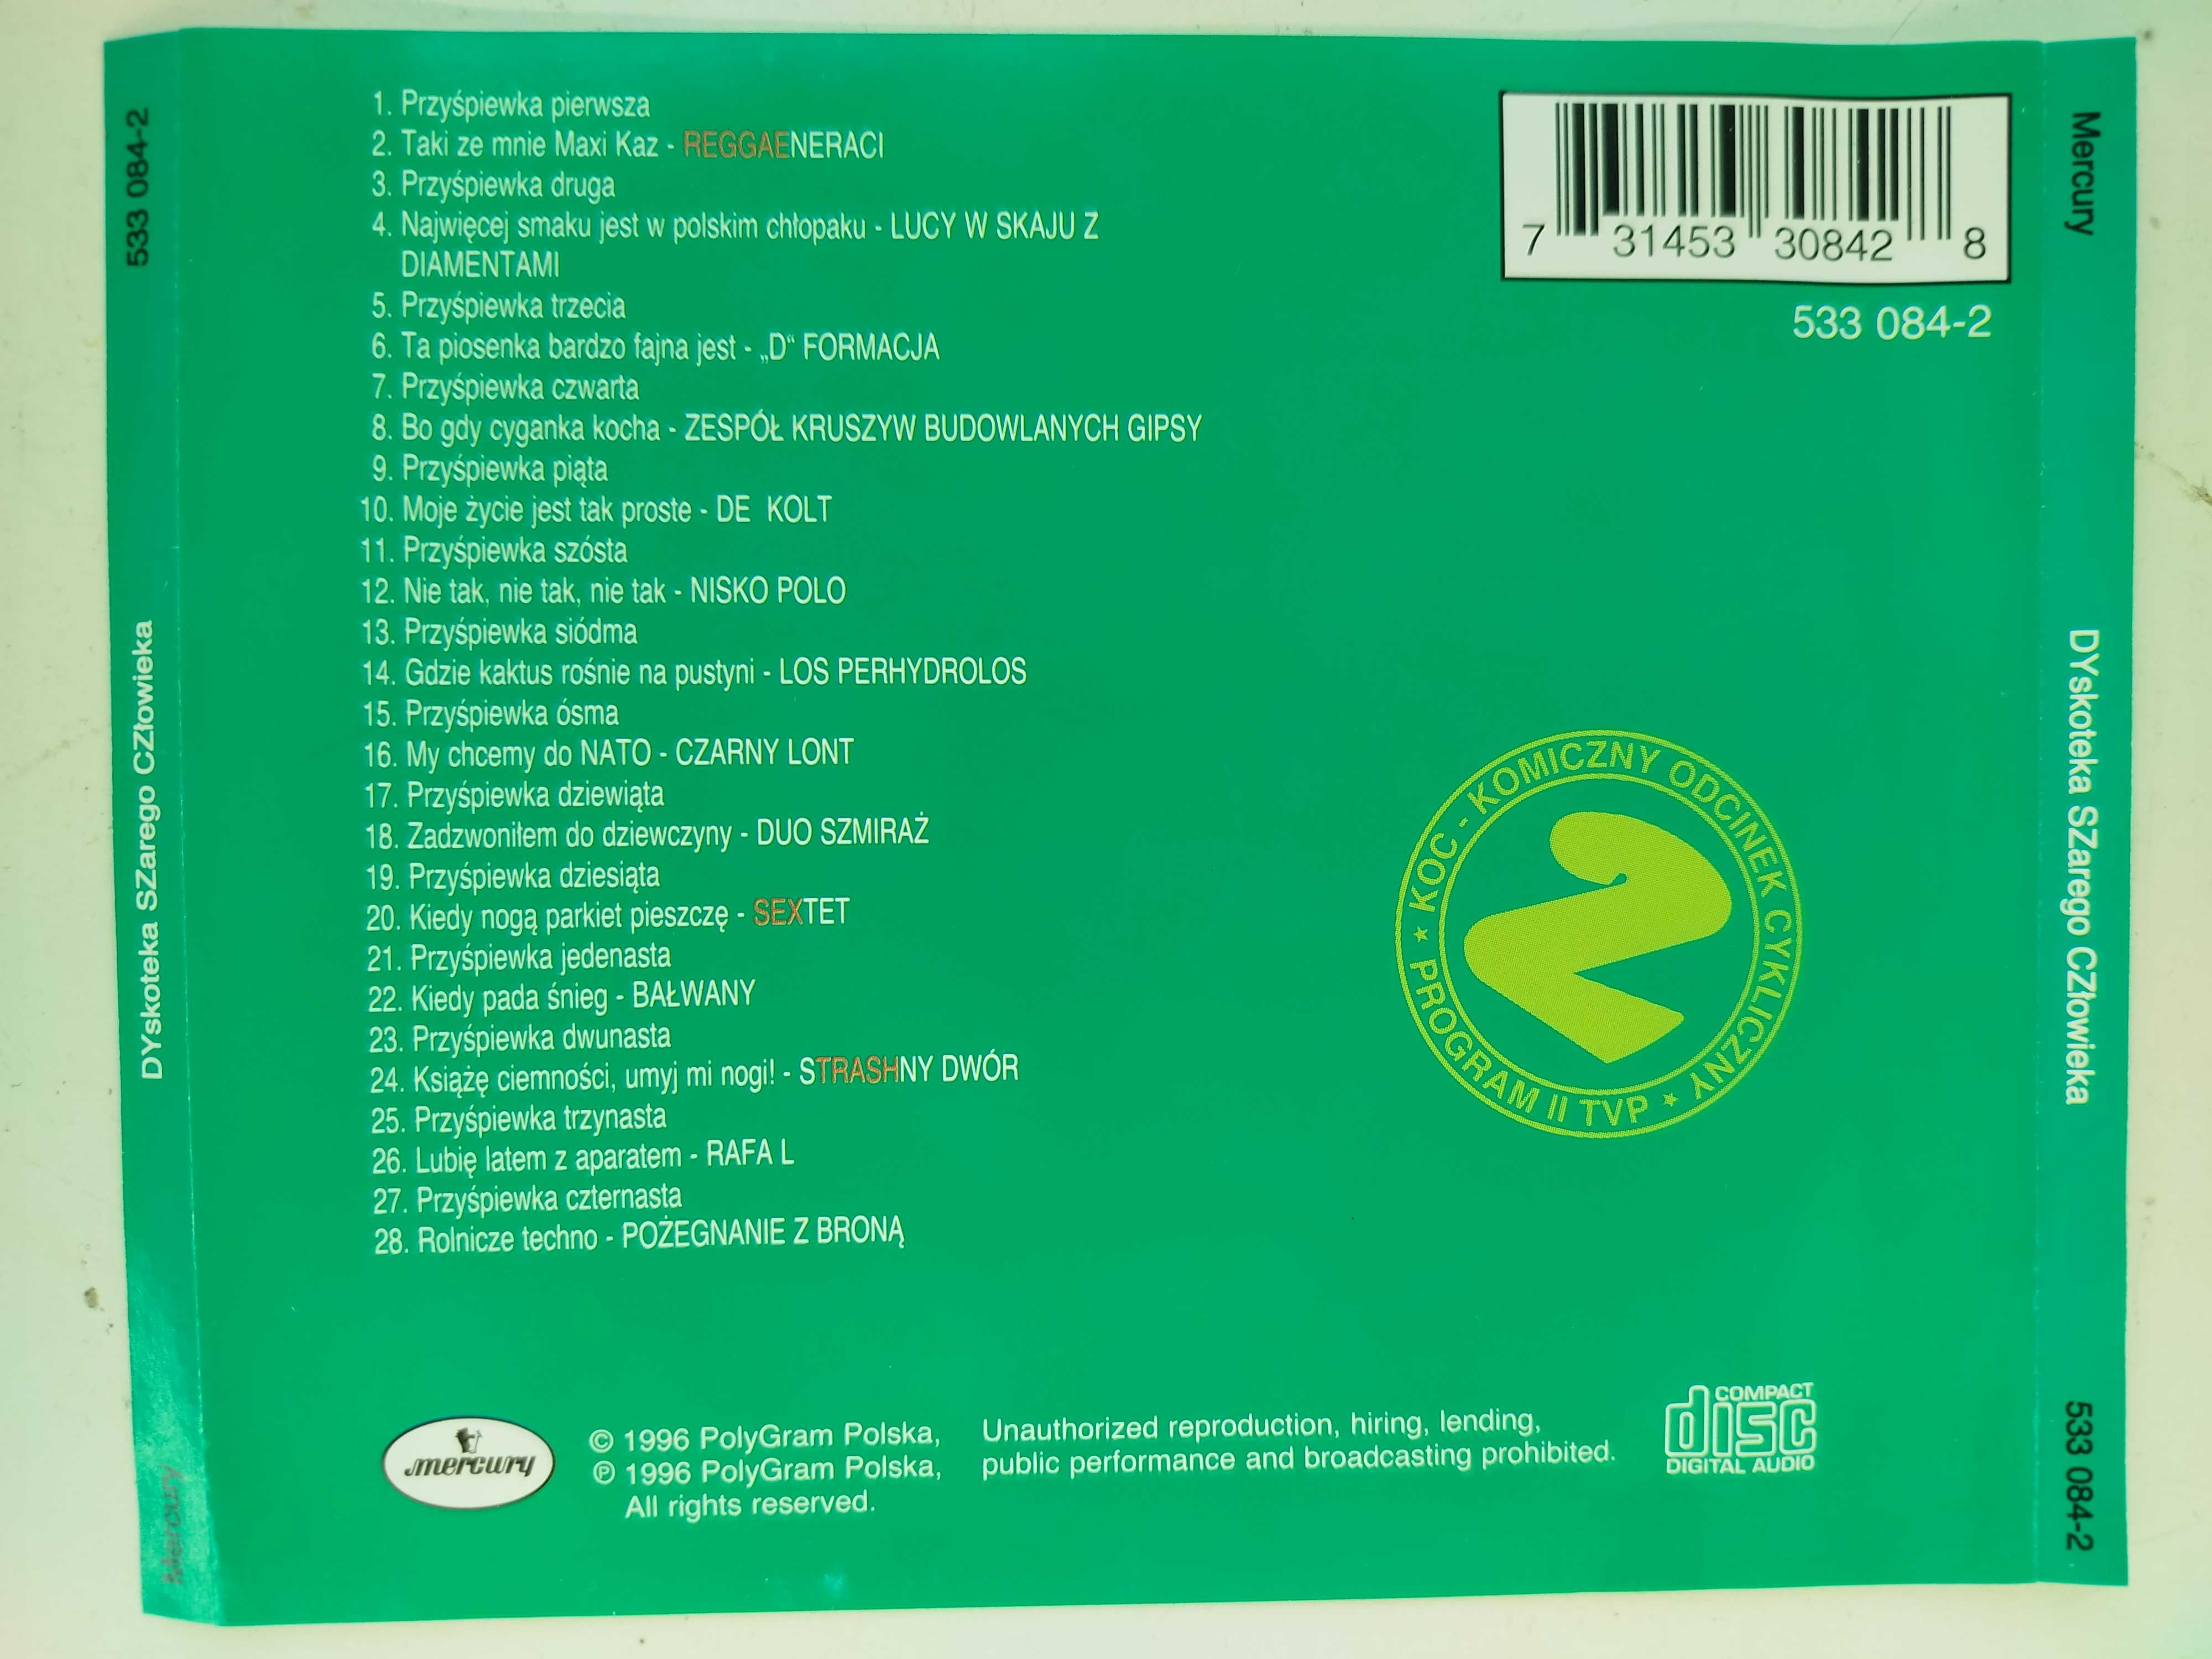 533 084-2
DYskoteka SZarego CZłowieka
Mercury
1. Przyśpiewka pierwsza
2. Taki ze mnie Maxi Kaz - REGGAENERACI
3. Przyśpiewka druga
4. Najwięcej smaku jest w polskim chłopaku - LUCY W SKAJU Z
DIAMENTAMI
5. Przyśpiewka trzecia
6. Ta piosenka bardzo fajna jest - „D“ FORMACJA
7. Przyśpiewka czwarta
8. Bo gdy cyganka kocha - ZESPÓŁ KRUSZYW BUDOWLANYCH GIPSY
9. Przyśpiewka piąta
10. Moje życie jest tak proste - DE KOLT
11. Przyśpiewka szósta
12. Nie tak, nie tak, nie tak - NISKO POLO
13. Przyśpiewka siódma
14. Gdzie kaktus rośnie na pustyni - LOS PERHYDROLOS
15. Przyśpiewka ósma
16. My chcemy do NATO - CZARNY LONT
17. Przyśpiewka dziewiąta
18. Zadzwoniłem do dziewczyny - DUO SZMIRAŻ
19. Przyśpiewka dziesiąta
20. Kiedy nogą parkiet pieszczę - SEXTET
21. Przyśpiewka jedenasta
22. Kiedy pada śnieg - BAŁWANY
23. Przyśpiewka dwunasta
24. Książę ciemności, umyj mi nogi! - STRASHNY DWÓR
25. Przyśpiewka trzynasta
26. Lubię latem z aparatem - RAFA L
27. Przyśpiewka czternasta
28. Rolnicze techno - POŻEGNANIE Z BRONĄ
7 31453 30842 8
533 084-2
KOC - KOMICZNY ODCINEK CYKLICZNY
★ PROGRAM II TVP ★
2
mercury
© 1996 PolyGram Polska,
℗ 1996 PolyGram Polska,
All rights reserved.
Unauthorized reproduction, hiring, lending,
public performance and broadcasting prohibited.
COMPACT
disc
DIGITAL AUDIO
Mercury
DYskoteka SZarego CZłowieka
533 084-2